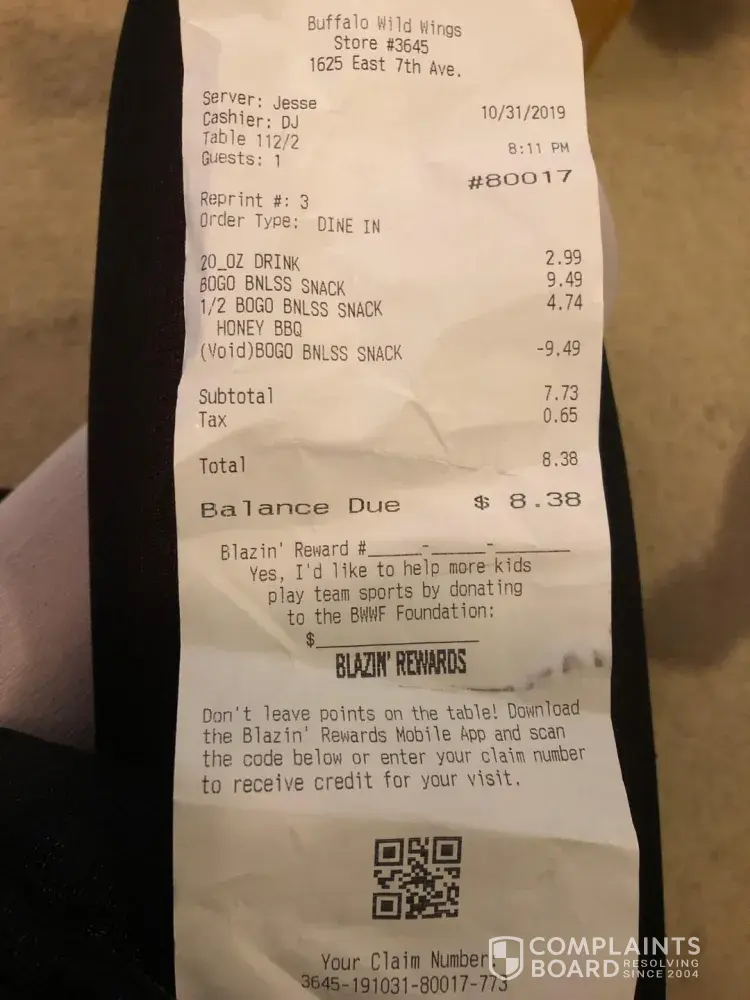 Buffalo Wild Wings
Store #3645
1625 East 7th Ave.
Server: Jesse
Cashier: DJ
10/31/2019
Table 112/2
8:11 PM
Guests: 1
#80017
Reprint #: 3
Order Type: DINE IN
20_OZ DRINK 2.99
BOGO BNLSS SNACK 9.49
1/2 BOGO BNLSS SNACK 4.74
HONEY BBQ
(Void)BOGO BNLSS SNACK -9.49
Subtotal 7.73
Tax 0.65
Total 8.38
Balance Due $ 8.38
Blazin' Reward #_____-_____-_______
Yes, I'd like to help more kids
play team sports by donating
to the BWWF Foundation:
$_______________
BLAZIN' REWARDS
Don't leave points on the table! Download
the Blazin' Rewards Mobile App and scan
the code below or enter your claim number
to receive credit for your visit.
Your Claim Number:
3645-191031-80017-773
COMPLAINTS
BOARD RESOLVING
SINCE 2004